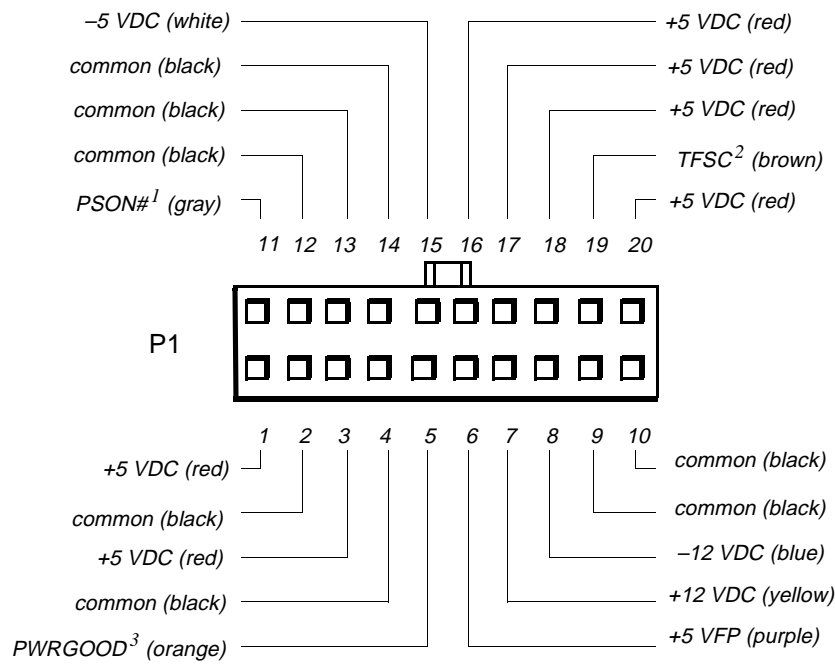 –5 VDC (white)
+5 VDC (red)
common (black)
+5 VDC (red)
common (black)
+5 VDC (red)
common (black)
TFSC2 (brown)
PSON#1 (gray)
+5 VDC (red)
11 12 13 14 15 16 17 18 19 20
P1
1 2 3 4 5 6 7 8 9 10
+5 VDC (red)
common (black)
common (black)
common (black)
+5 VDC (red)
–12 VDC (blue)
common (black)
+12 VDC (yellow)
PWRGOOD3 (orange)
+5 VFP (purple)